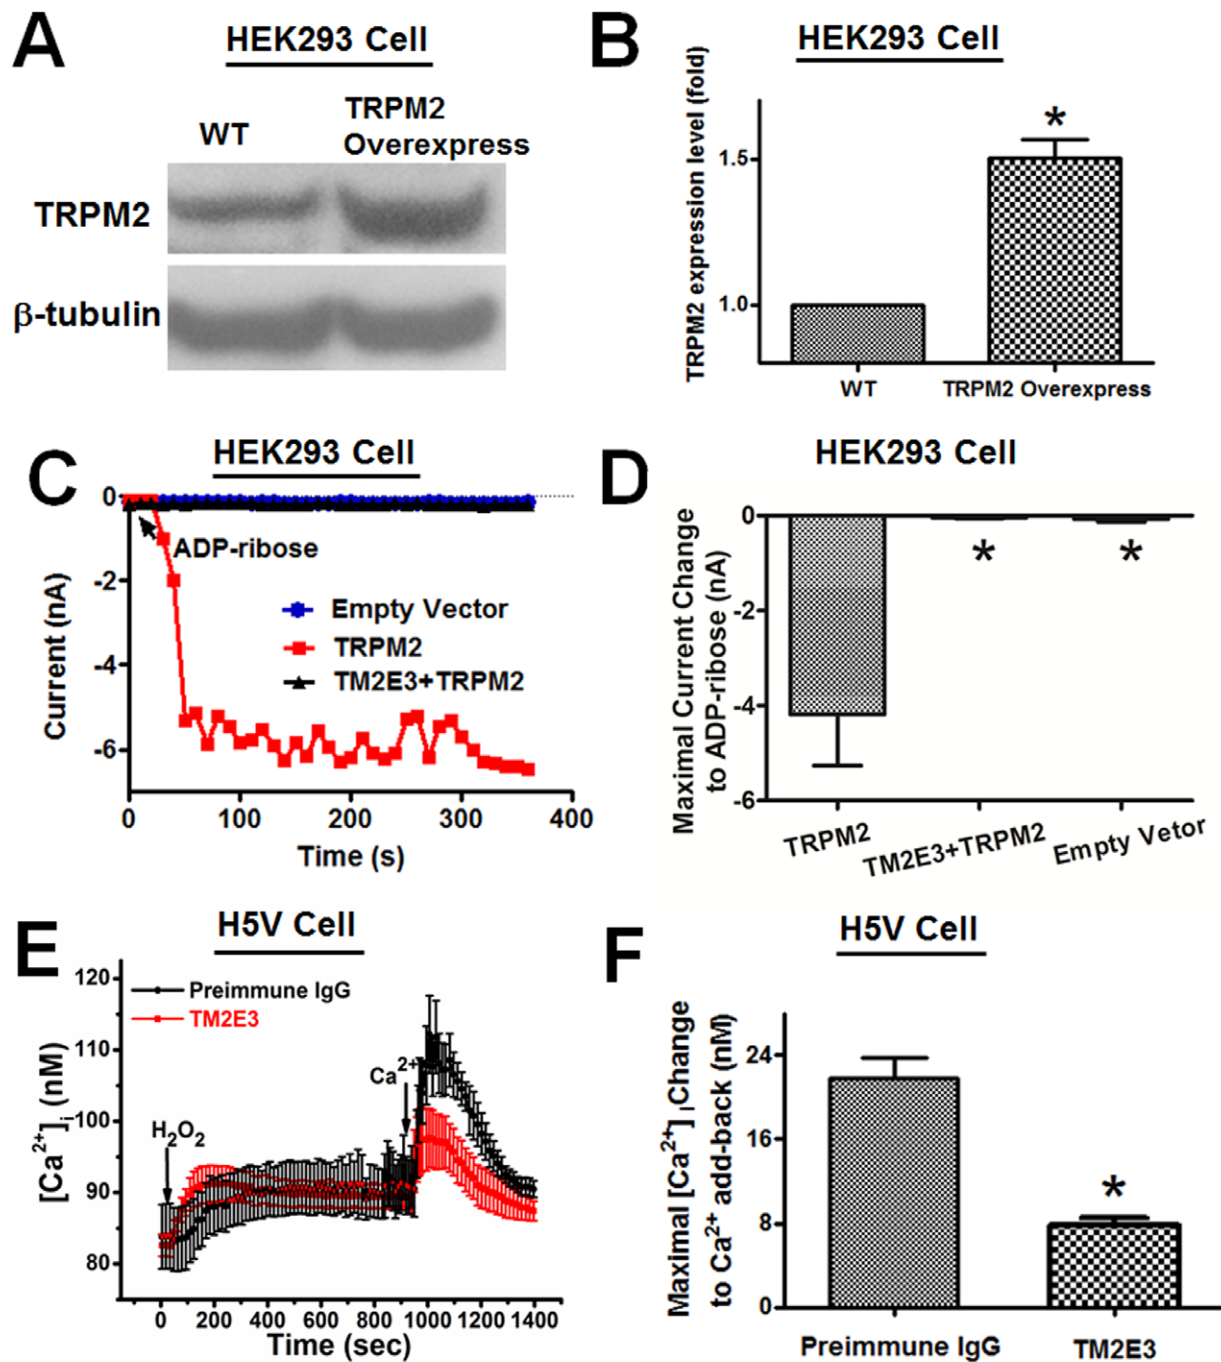 A
HEK293 Cell
WT
TRPM2
Overexpress
TRPM2
β-tubulin
B
HEK293 Cell
TRPM2 expression level (fold)
1.5
1.0
*
WT
TRPM2 Overexpress
C
HEK293 Cell
Current (nA)
0
-2
-4
-6
ADP-ribose
Empty Vector
TRPM2
TM2E3+TRPM2
0
100
200
300
400
Time (s)
D
HEK293 Cell
Maximal Current Change
to ADP-ribose (nA)
0
-2
-4
-6
*
*
TRPM2
TM2E3+TRPM2
Empty Vetor
E
H5V Cell
[Ca2+]i (nM)
120
110
100
90
80
Preimmune IgG
TM2E3
H2O2
Ca2+
0
200
400
600
800
1000
1200
1400
Time (sec)
F
H5V Cell
Maximal [Ca2+]iChange
to Ca2+ add-back (nM)
24
16
8
0
*
Preimmune IgG
TM2E3